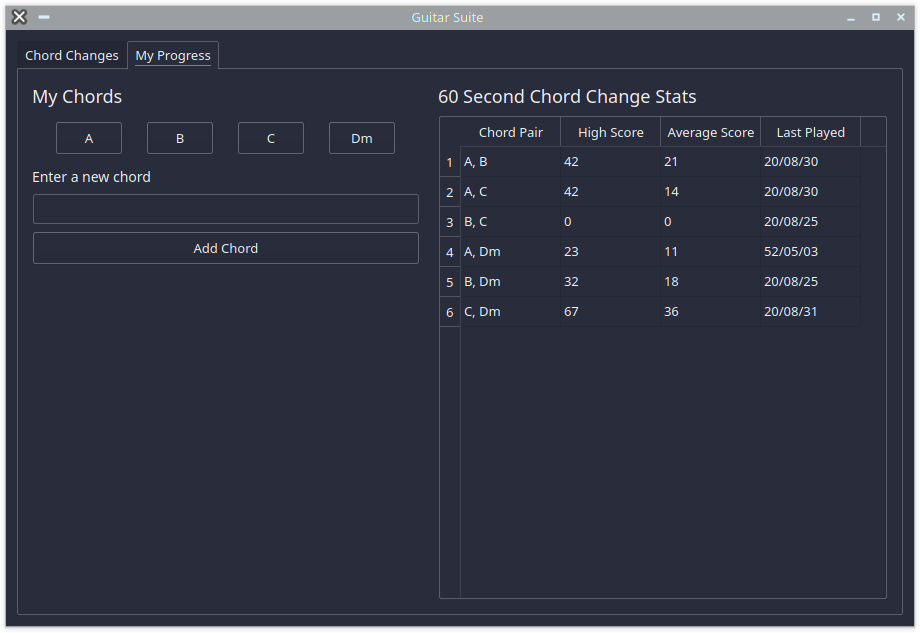 Guitar Suite
Chord Changes My Progress
My Chords
A B C Dm
Enter a new chord
Add Chord
60 Second Chord Change Stats
Chord Pair High Score Average Score Last Played
1 A, B 42 21 20/08/30
2 A, C 42 14 20/08/30
3 B, C 0 0 20/08/25
4 A, Dm 23 11 52/05/03
5 B, Dm 32 18 20/08/25
6 C, Dm 67 36 20/08/31